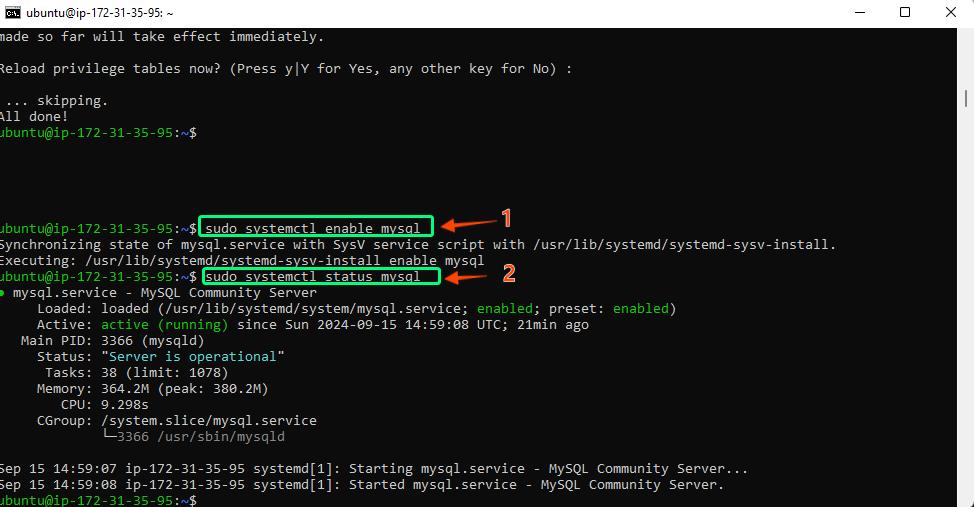 ubuntu@ip-172-31-35-95: ~
made so far will take effect immediately.
Reload privilege tables now? (Press y|Y for Yes, any other key for No) :
... skipping.
All done!
ubuntu@ip-172-31-35-95:~$
ubuntu@ip-172-31-35-95:~$ sudo systemctl enable mysql 1
Synchronizing state of mysql.service with SysV service script with /usr/lib/systemd/systemd-sysv-install.
Executing: /usr/lib/systemd/systemd-sysv-install enable mysql
ubuntu@ip-172-31-35-95:~$ sudo systemctl status mysql 2
● mysql.service - MySQL Community Server
Loaded: loaded (/usr/lib/systemd/system/mysql.service; enabled; preset: enabled)
Active: active (running) since Sun 2024-09-15 14:59:08 UTC; 21min ago
Main PID: 3366 (mysqld)
Status: "Server is operational"
Tasks: 38 (limit: 1078)
Memory: 364.2M (peak: 380.2M)
CPU: 9.298s
CGroup: /system.slice/mysql.service
└─3366 /usr/sbin/mysqld
Sep 15 14:59:07 ip-172-31-35-95 systemd[1]: Starting mysql.service - MySQL Community Server...
Sep 15 14:59:08 ip-172-31-35-95 systemd[1]: Started mysql.service - MySQL Community Server.
ubuntu@ip-172-31-35-95:~$